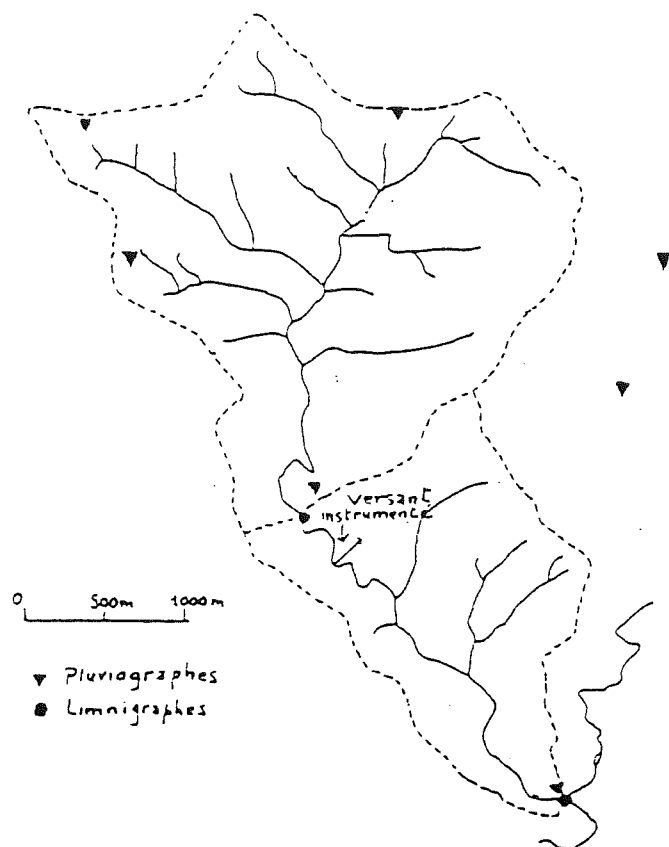 versant
instrumenté
0 500m 1000m
Pluviographes
Limnigraphes